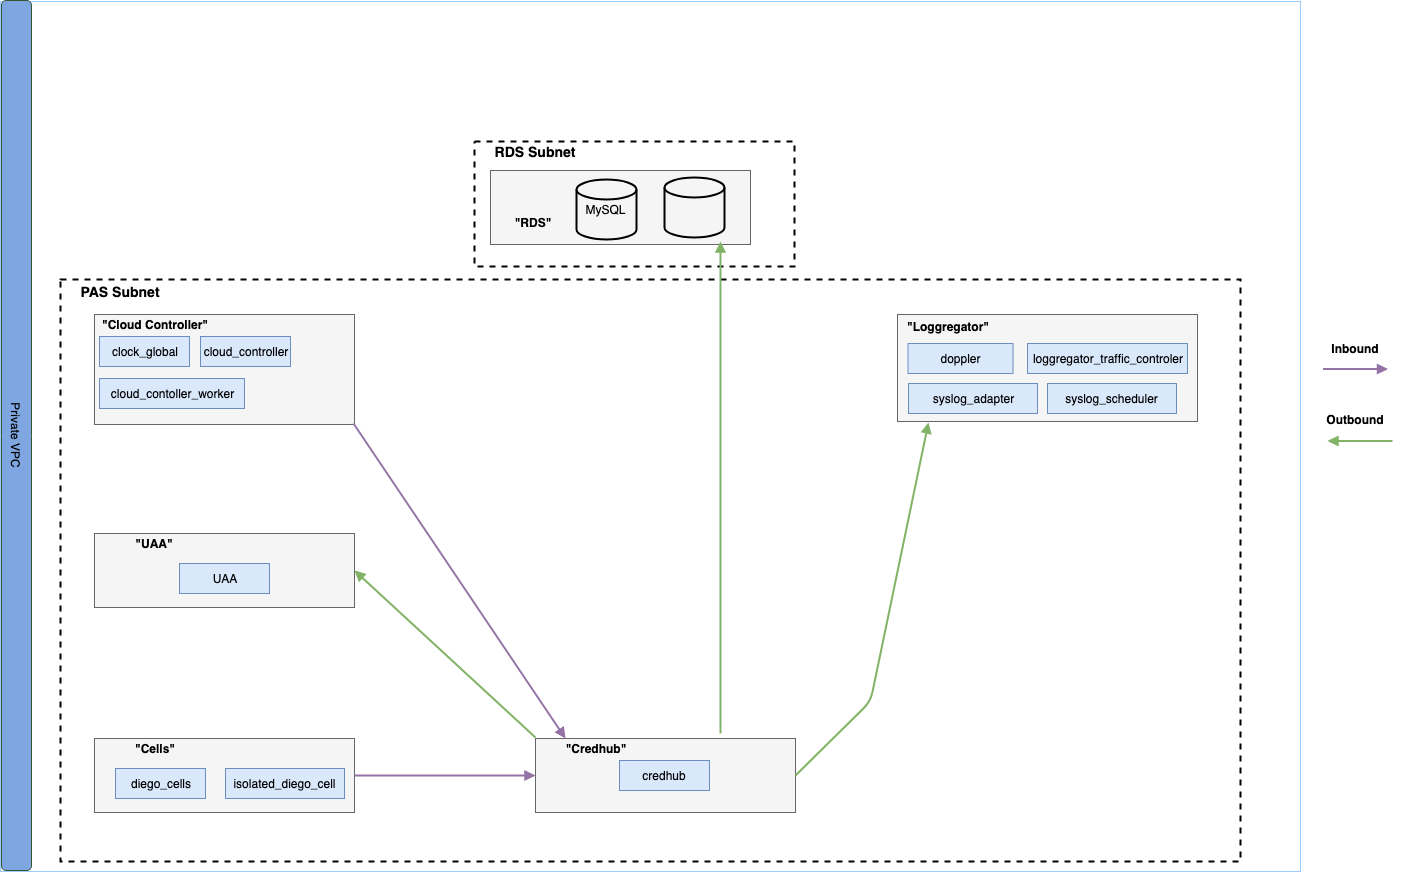 Private VPC
RDS Subnet
"RDS"
MySQL
PAS Subnet
"Cloud Controller"
clock_global
cloud_controller
cloud_contoller_worker
"Loggregator"
doppler
loggregator_traffic_controler
syslog_adapter
syslog_scheduler
Inbound
Outbound
"UAA"
UAA
"Cells"
diego_cells
isolated_diego_cell
"Credhub"
credhub